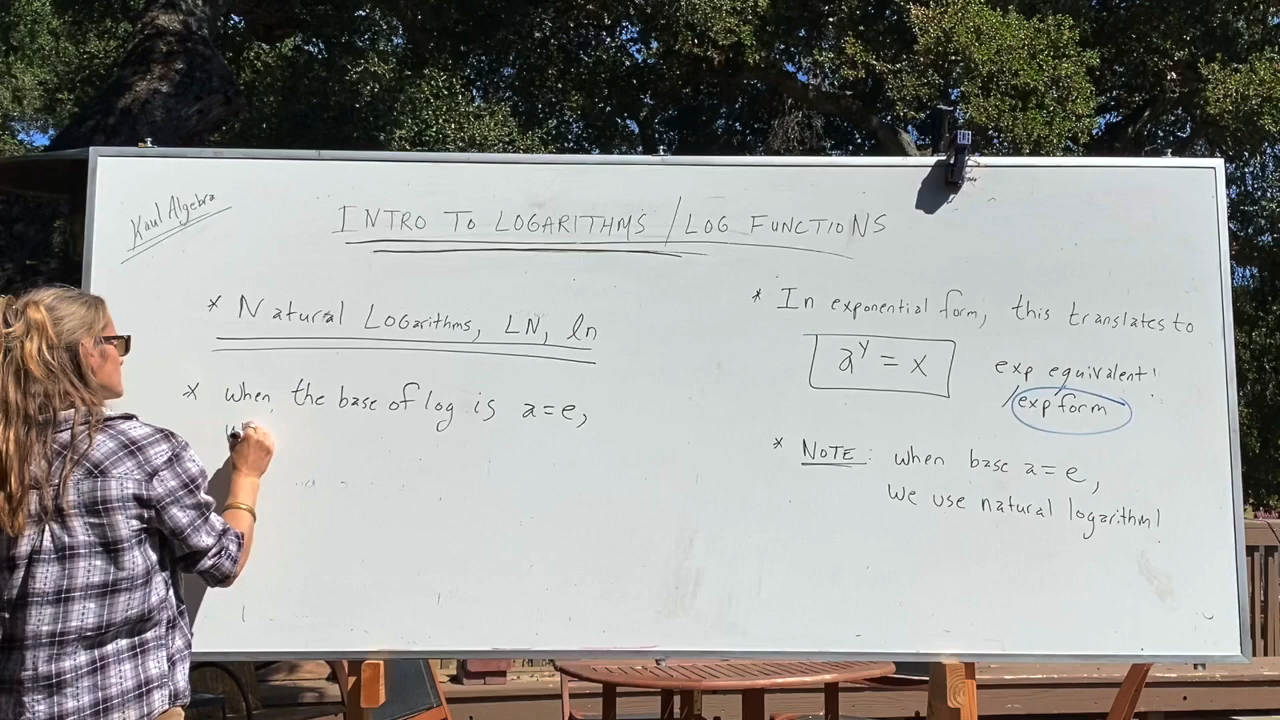 Kaul Algebra
INTRO TO LOGARITHMS / LOG FUNCTIONS
* Natural Logarithms, LN, ln
* when the base of log is a=e,
* In exponential form, this translates to
a^y = x
exp equivalent!
/exp form
* NOTE: when base a=e,
we use natural logarithm!